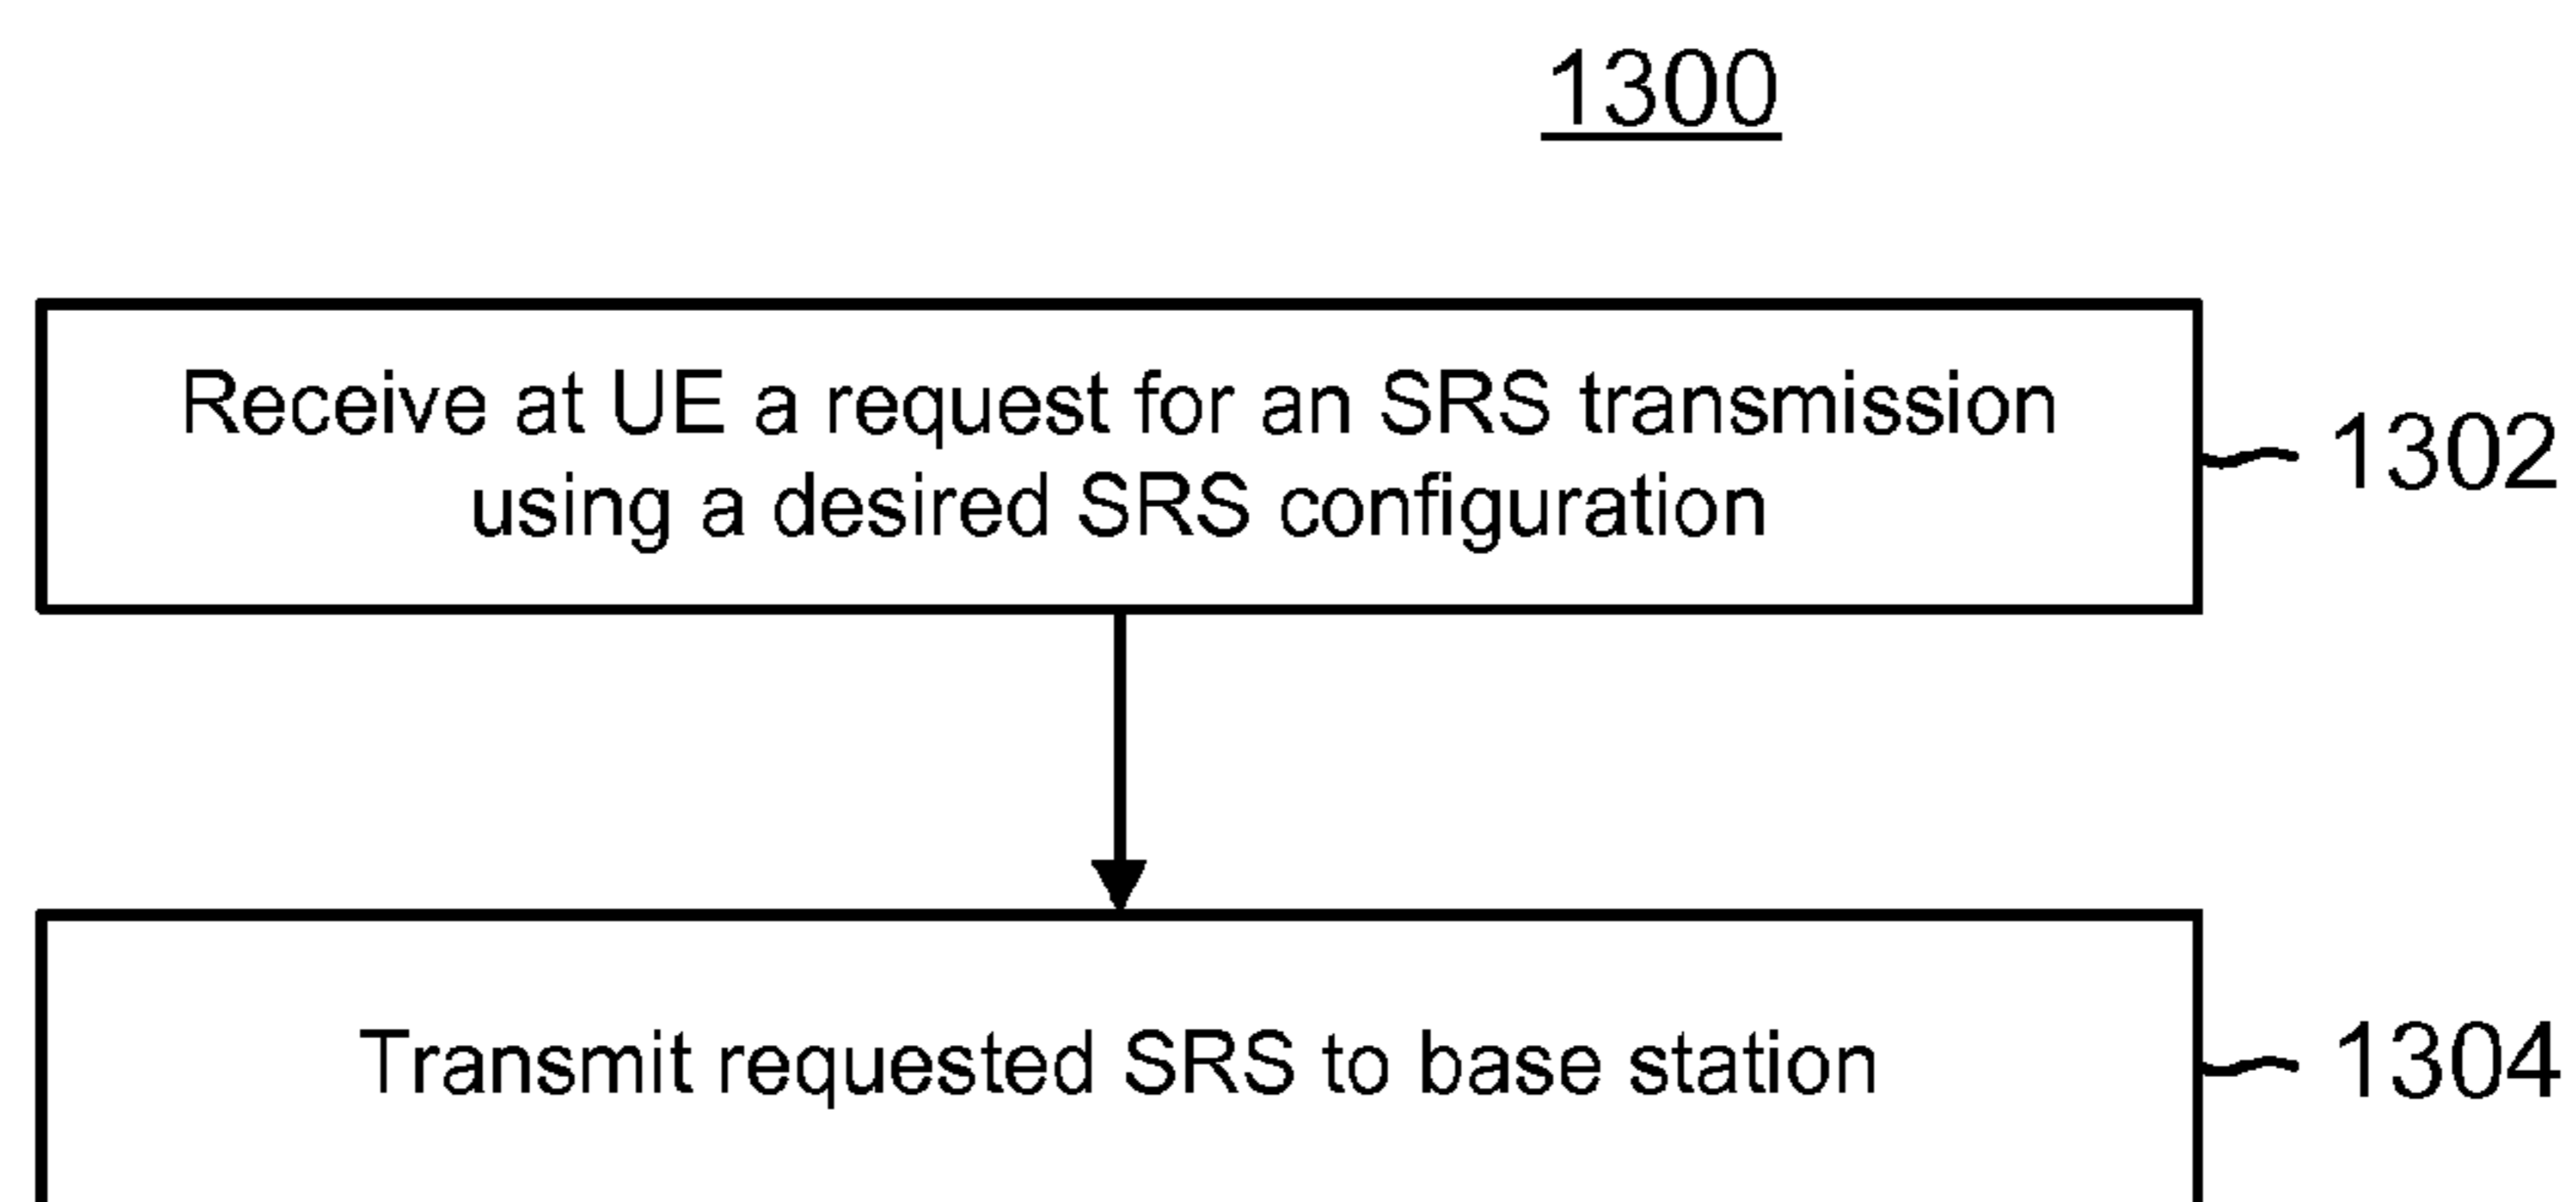 1300
Receive at UE a request for an SRS transmission
using a desired SRS configuration
1302
Transmit requested SRS to base station
1304